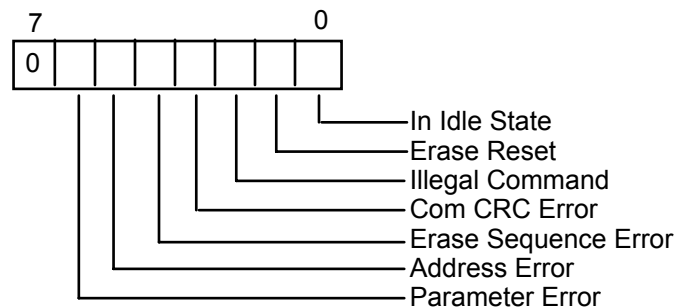 7 0
0
In Idle State
Erase Reset
Illegal Command
Com CRC Error
Erase Sequence Error
Address Error
Parameter Error